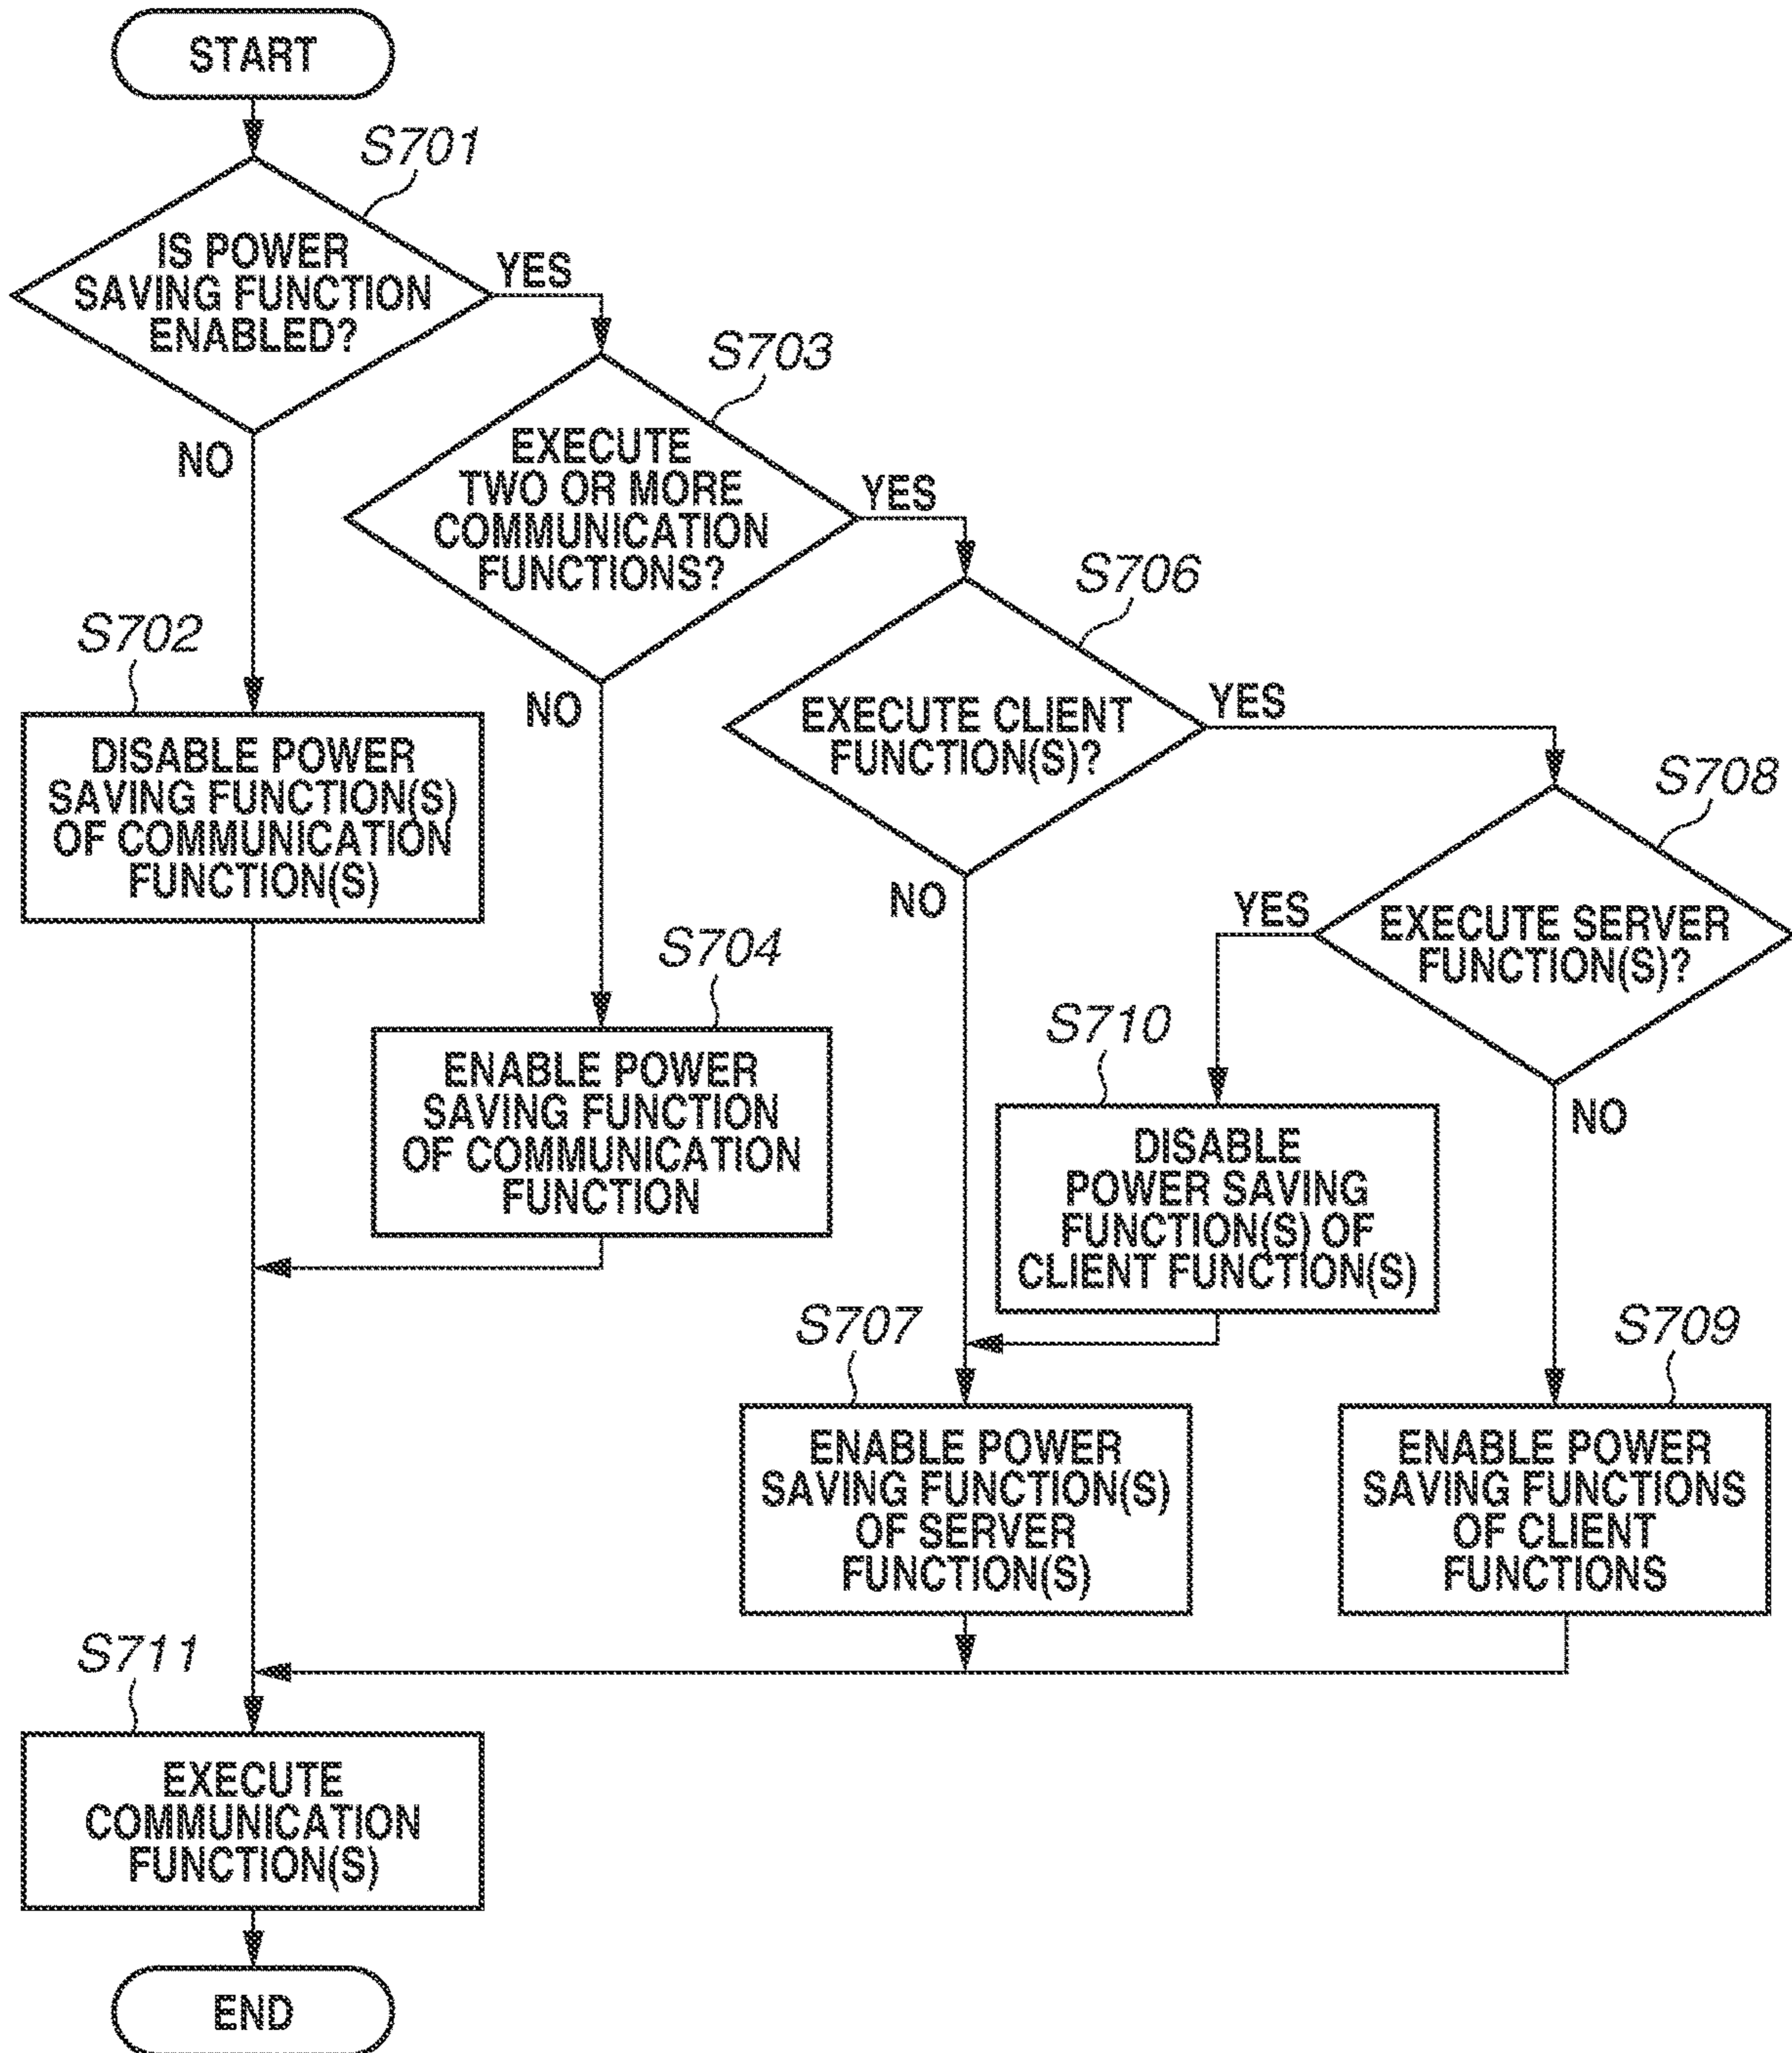 START
S701
IS POWER
SAVING FUNCTION
ENABLED?
YES
NO
S703
EXECUTE
TWO OR MORE
COMMUNICATION
FUNCTIONS?
YES
NO
S706
EXECUTE CLIENT
FUNCTION(S)?
YES
NO
S702
DISABLE POWER
SAVING FUNCTION(S)
OF COMMUNICATION
FUNCTION(S)
S708
EXECUTE SERVER
FUNCTION(S)?
YES
NO
S704
ENABLE POWER
SAVING FUNCTION
OF COMMUNICATION
FUNCTION
S710
DISABLE
POWER SAVING
FUNCTION(S) OF
CLIENT FUNCTION(S)
S707
ENABLE POWER
SAVING FUNCTION(S)
OF SERVER
FUNCTION(S)
S709
ENABLE POWER
SAVING FUNCTIONS
OF CLIENT
FUNCTIONS
S711
EXECUTE
COMMUNICATION
FUNCTION(S)
END